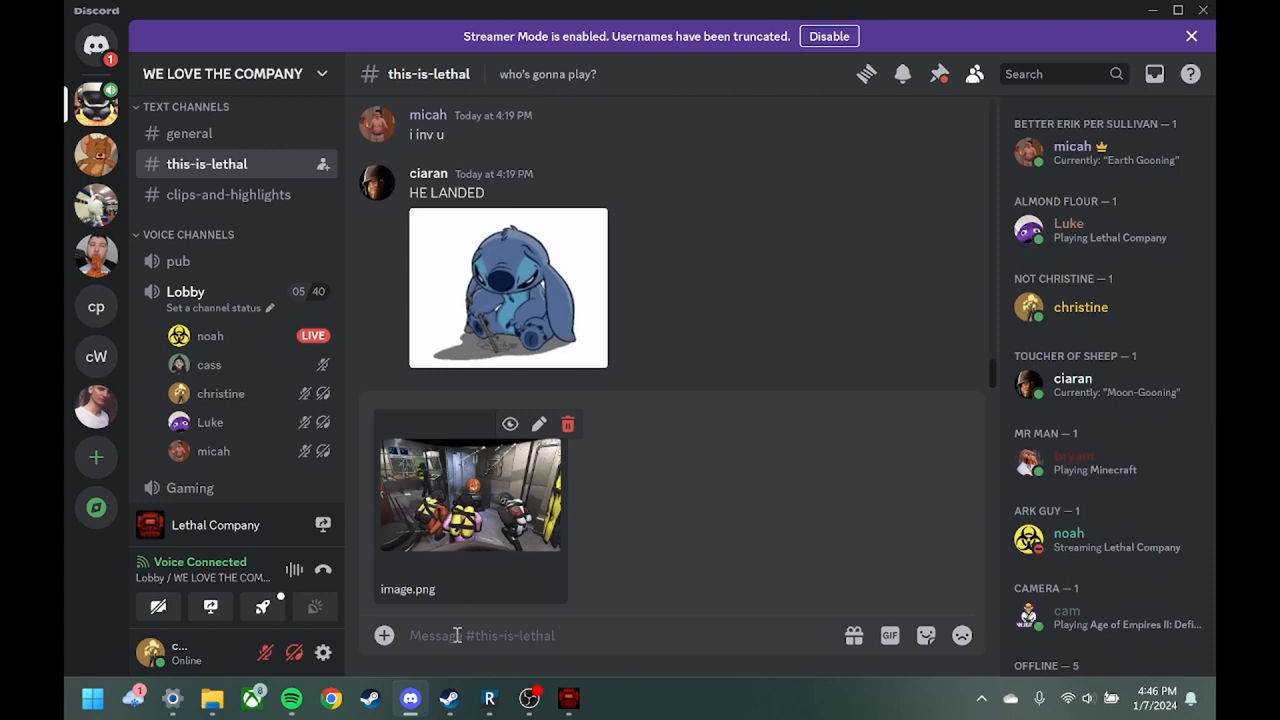 Discord
Streamer Mode is enabled. Usernames have been truncated.
Disable
1
WE LOVE THE COMPANY
this-is-lethal
who's gonna play?
Search
TEXT CHANNELS
general
this-is-lethal
clips-and-highlights
VOICE CHANNELS
pub
Lobby
05 40
Set a channel status
noah
LIVE
cass
christine
Luke
micah
Gaming
cp
cW
Lethal Company
Voice Connected
Lobby / WE LOVE THE COM...
c...
Online
micah Today at 4:19 PM
i inv u
ciaran Today at 4:19 PM
HE LANDED
image.png
Message #this-is-lethal
GIF
BETTER ERIK PER SULLIVAN — 1
micah
Currently: "Earth Gooning"
ALMOND FLOUR — 1
Luke
Playing Lethal Company
NOT CHRISTINE — 1
christine
TOUCHER OF SHEEP — 1
ciaran
Currently: "Moon-Gooning"
MR MAN — 1
bryant
Playing Minecraft
ARK GUY — 1
noah
Streaming Lethal Company
CAMERA — 1
cam
Playing Age of Empires II: Defi...
OFFLINE — 5
1
8
R
4:46 PM
1/7/2024